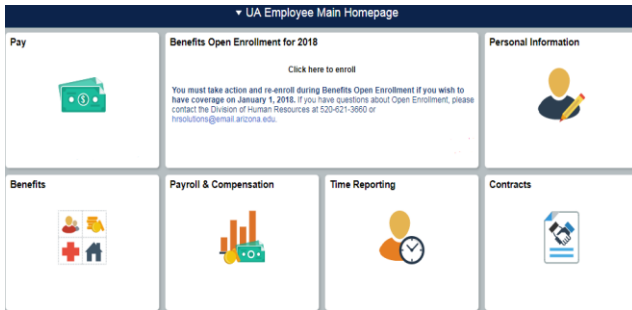 ▾ UA Employee Main Homepage
Pay
Benefits Open Enrollment for 2018
Personal Information
Click here to enroll
You must take action and re-enroll during Benefits Open Enrollment if you wish to
have coverage on January 1, 2018. If you have questions about Open Enrollment, please
contact the Division of Human Resources at 520-621-3660 or
hrsolutions@email.arizona.edu.
Benefits
Payroll & Compensation
Time Reporting
Contracts